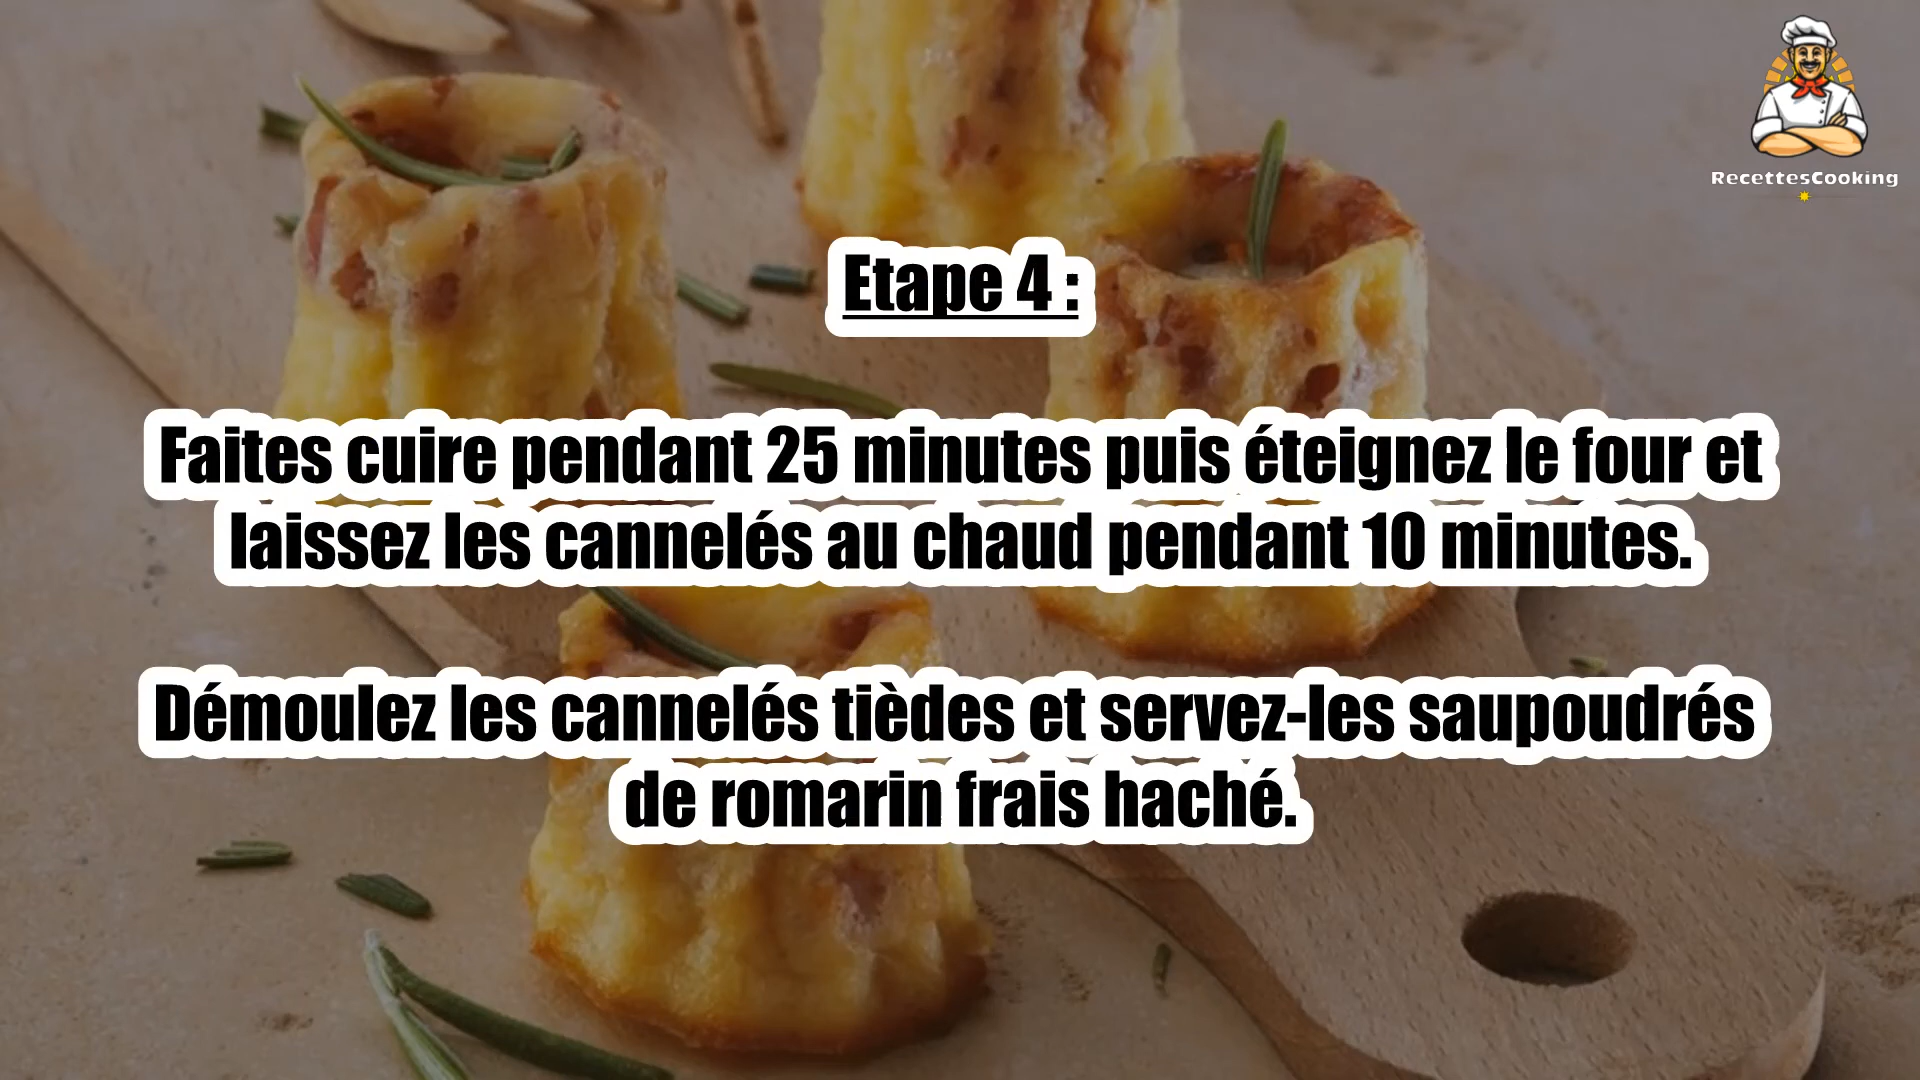 RecettesCooking
Etape 4 :
Faites cuire pendant 25 minutes puis éteignez le four et
laissez les cannelés au chaud pendant 10 minutes.
Démoulez les cannelés tièdes et servez-les saupoudrés
de romarin frais haché.